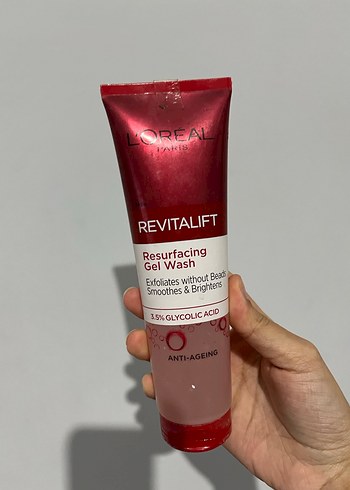 L'ORÉAL
PARIS
REVITALIFT
Resurfacing
Gel Wash
Exfoliates without Beads
Smoothes & Brightens
3.5% GLYCOLIC ACID
ANTI-AGEING